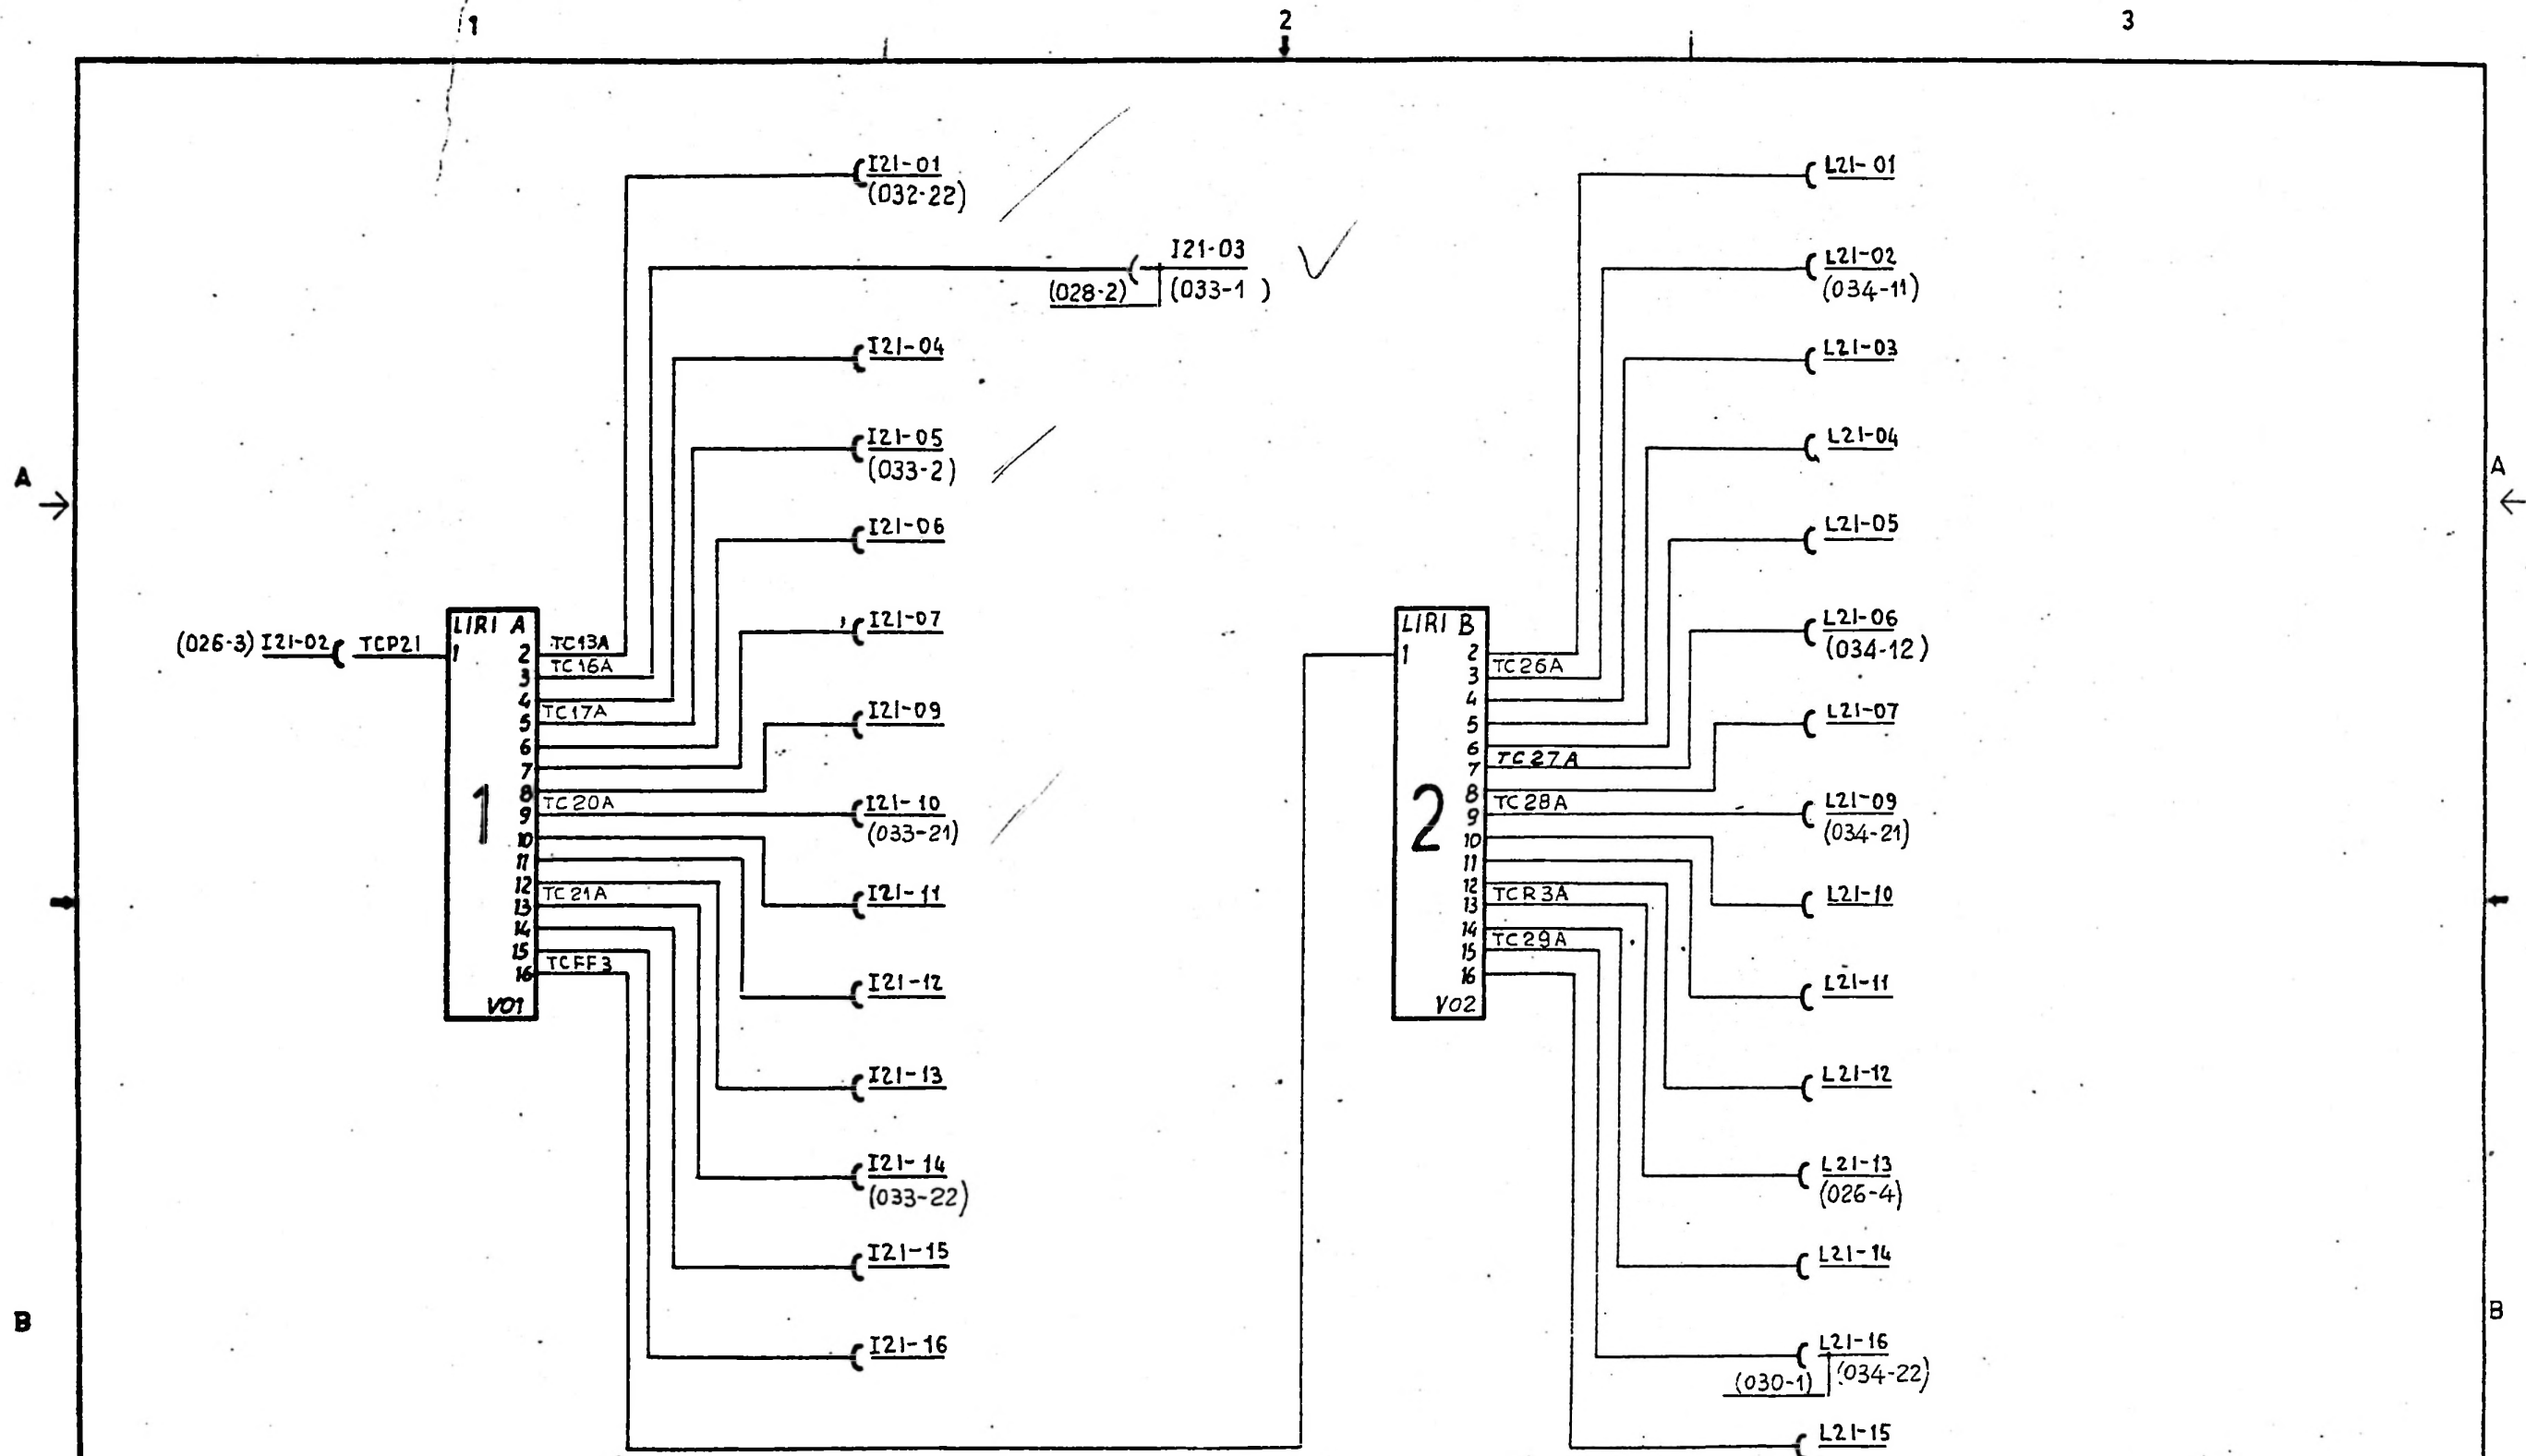 1 2 3
A A
B B
I21-01
(032-22)
I21-03
(028-2) (033-1 )
I21-04
I21-05
(033-2)
I21-06
I21-07
I21-09
I21-10
(033-21)
I21-11
I21-12
I21-13
I21-14
(033-22)
I21-15
I21-16
(026-3) I21-02 TCP21
LIRI A
1
2 TC13A
3 TC16A
4
5 TC17A
6
7
8
9 TC20A
10
11
12
13 TC21A
14
15
16 TCFF3
1
V01
L21-01
L21-02
(034-11)
L21-03
L21-04
L21-05
L21-06
(034-12)
L21-07
L21-09
(034-21)
L21-10
L21-11
L21-12
L21-13
(026-4)
L21-14
L21-16
(030-1) (034-22)
L21-15
LIRI B
1
2
3 TC26A
4
5
6
7 TC27A
8
9 TC28A
10
11
12
13 TCR3A
14
15 TC29A
16
2
V02